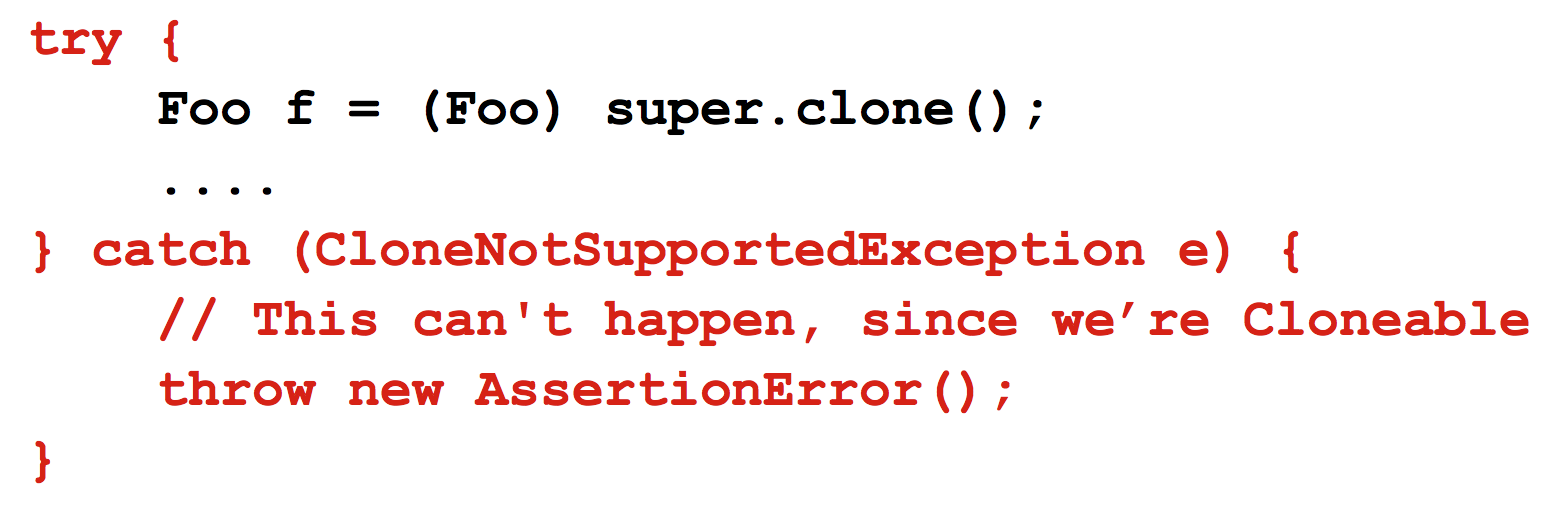 try {
    Foo f = (Foo) super.clone();
    ....
} catch (CloneNotSupportedException e) {
    // This can't happen, since we’re Cloneable
    throw new AssertionError();
}